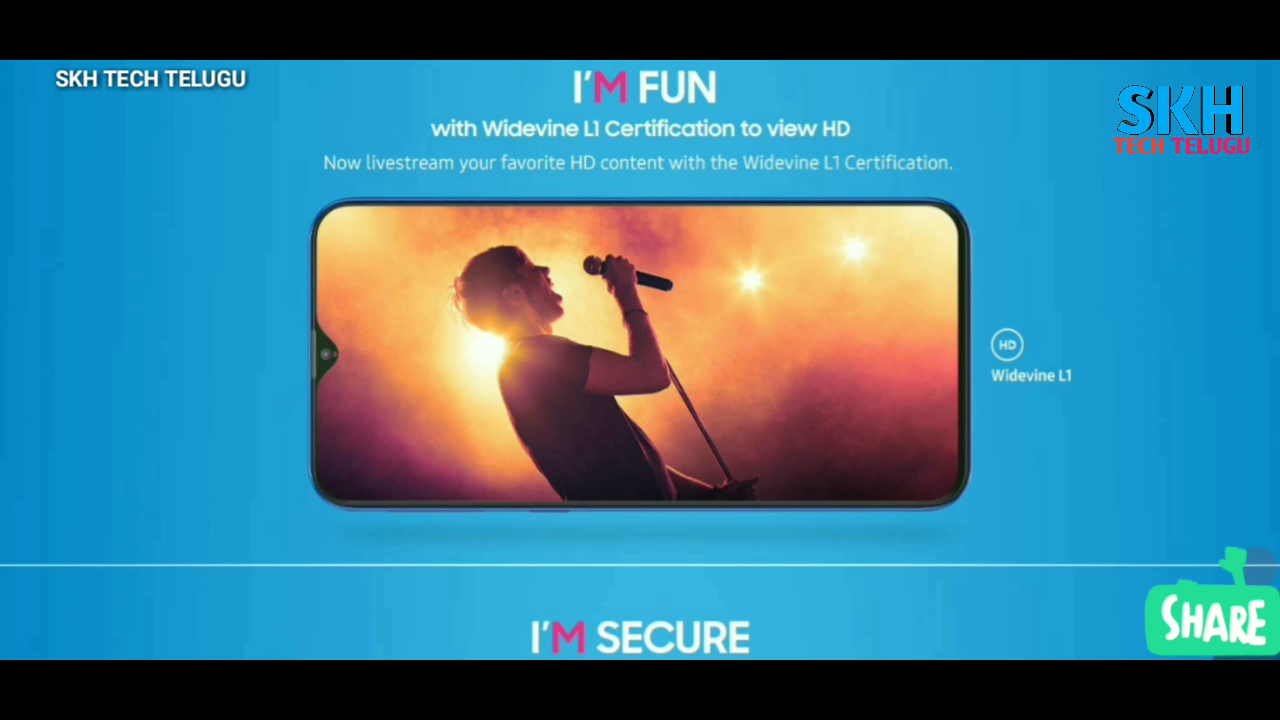 SKH TECH TELUGU
I'M FUN
with Widevine L1 Certification to view HD
Now livestream your favorite HD content with the Widevine L1 Certification.
SKH
TECH TELUGU
HD
Widevine L1
I'M SECURE
SHARE